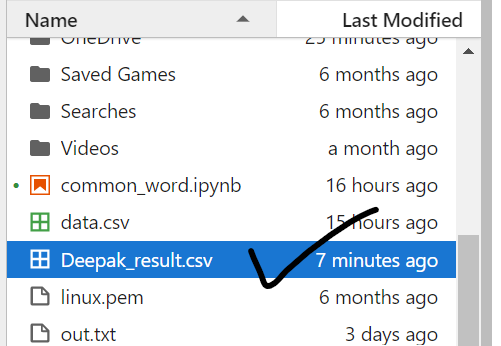 Name Last Modified
OneDrive 25 minutes ago
Saved Games 6 months ago
Searches 6 months ago
Videos a month ago
common_word.ipynb 16 hours ago
data.csv 15 hours ago
Deepak_result.csv 7 minutes ago
linux.pem 6 months ago
out.txt 3 days ago